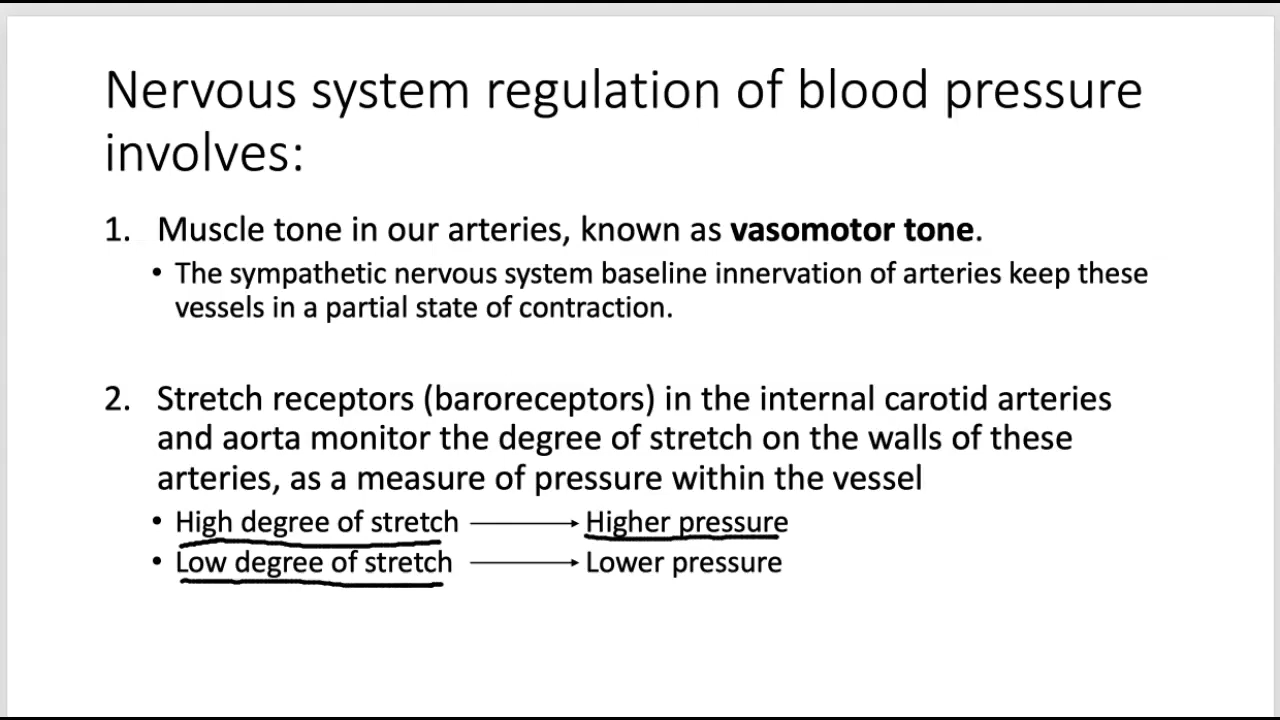 Nervous system regulation of blood pressure
involves:
1. Muscle tone in our arteries, known as vasomotor tone.
• The sympathetic nervous system baseline innervation of arteries keep these
vessels in a partial state of contraction.
2. Stretch receptors (baroreceptors) in the internal carotid arteries
and aorta monitor the degree of stretch on the walls of these
arteries, as a measure of pressure within the vessel
• High degree of stretch → Higher pressure
• Low degree of stretch → Lower pressure